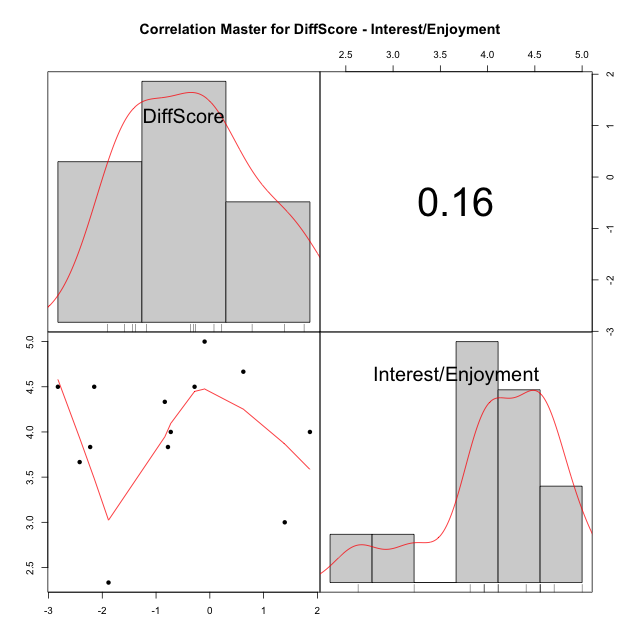 Correlation Master for DiffScore - Interest/Enjoyment
2.5 3.0 3.5 4.0 4.5 5.0
DiffScore
0.16
2
1
0
-1
-2
-3
Interest/Enjoyment
5.0
4.5
4.0
3.5
3.0
2.5
-3 -2 -1 0 1 2